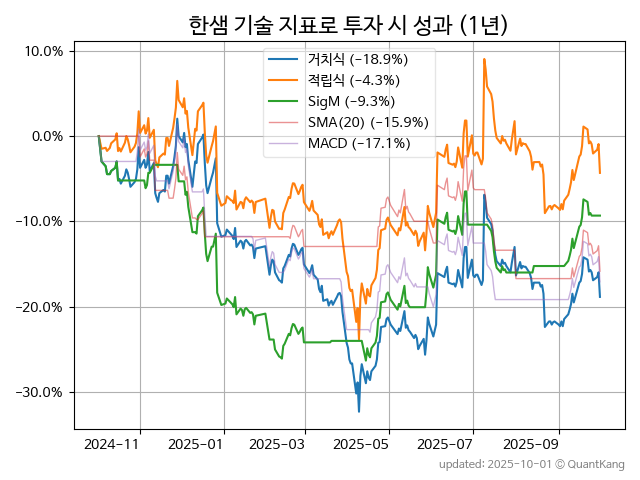 한샘 기술 지표로 투자 시 성과 (1년)
10.0%
0.0%
−10.0%
−20.0%
−30.0%
거치식 (−18.9%)
적립식 (−4.3%)
SigM (−9.3%)
SMA(20) (−15.9%)
MACD (−17.1%)
2024-11
2025-01
2025-03
2025-05
2025-07
2025-09
updated: 2025-10-01 © QuantKang